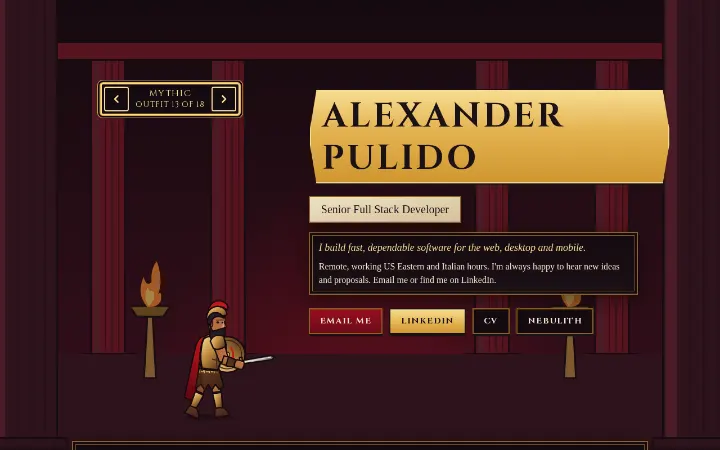 MYTHIC
OUTFIT 13 OF 18
ALEXANDER
PULIDO
Senior Full Stack Developer
I build fast, dependable software for the web, desktop and mobile.
Remote, working US Eastern and Italian hours. I'm always happy to hear new ideas
and proposals. Email me or find me on LinkedIn.
EMAIL ME LINKEDIN CV NEBULITH